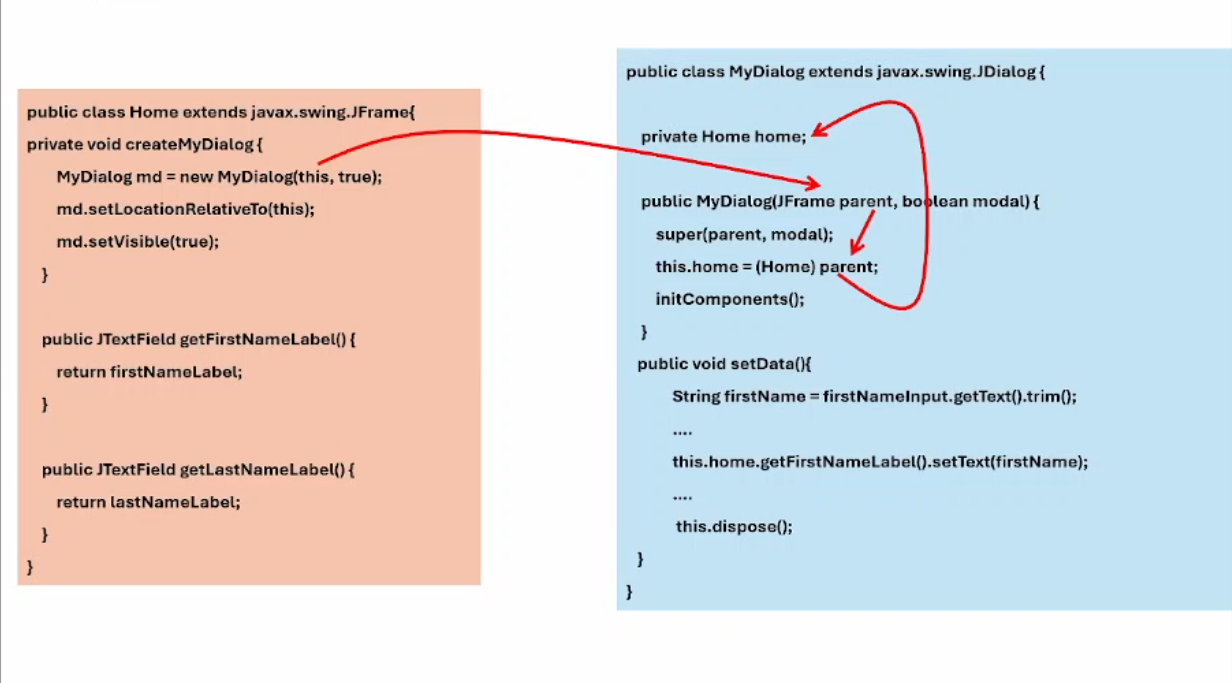 public class Home extends javax.swing.JFrame{
private void createMyDialog {
MyDialog md = new MyDialog(this, true);
md.setLocationRelativeTo(this);
md.setVisible(true);
}
public JTextField getFirstNameLabel() {
return firstNameLabel;
}
public JTextField getLastNameLabel() {
return lastNameLabel;
}
}
public class MyDialog extends javax.swing.JDialog {
private Home home;
public MyDialog(JFrame parent, boolean modal) {
super(parent, modal);
this.home = (Home) parent;
initComponents();
}
public void setData(){
String firstName = firstNameInput.getText().trim();
....
this.home.getFirstNameLabel().setText(firstName);
....
this.dispose();
}
}